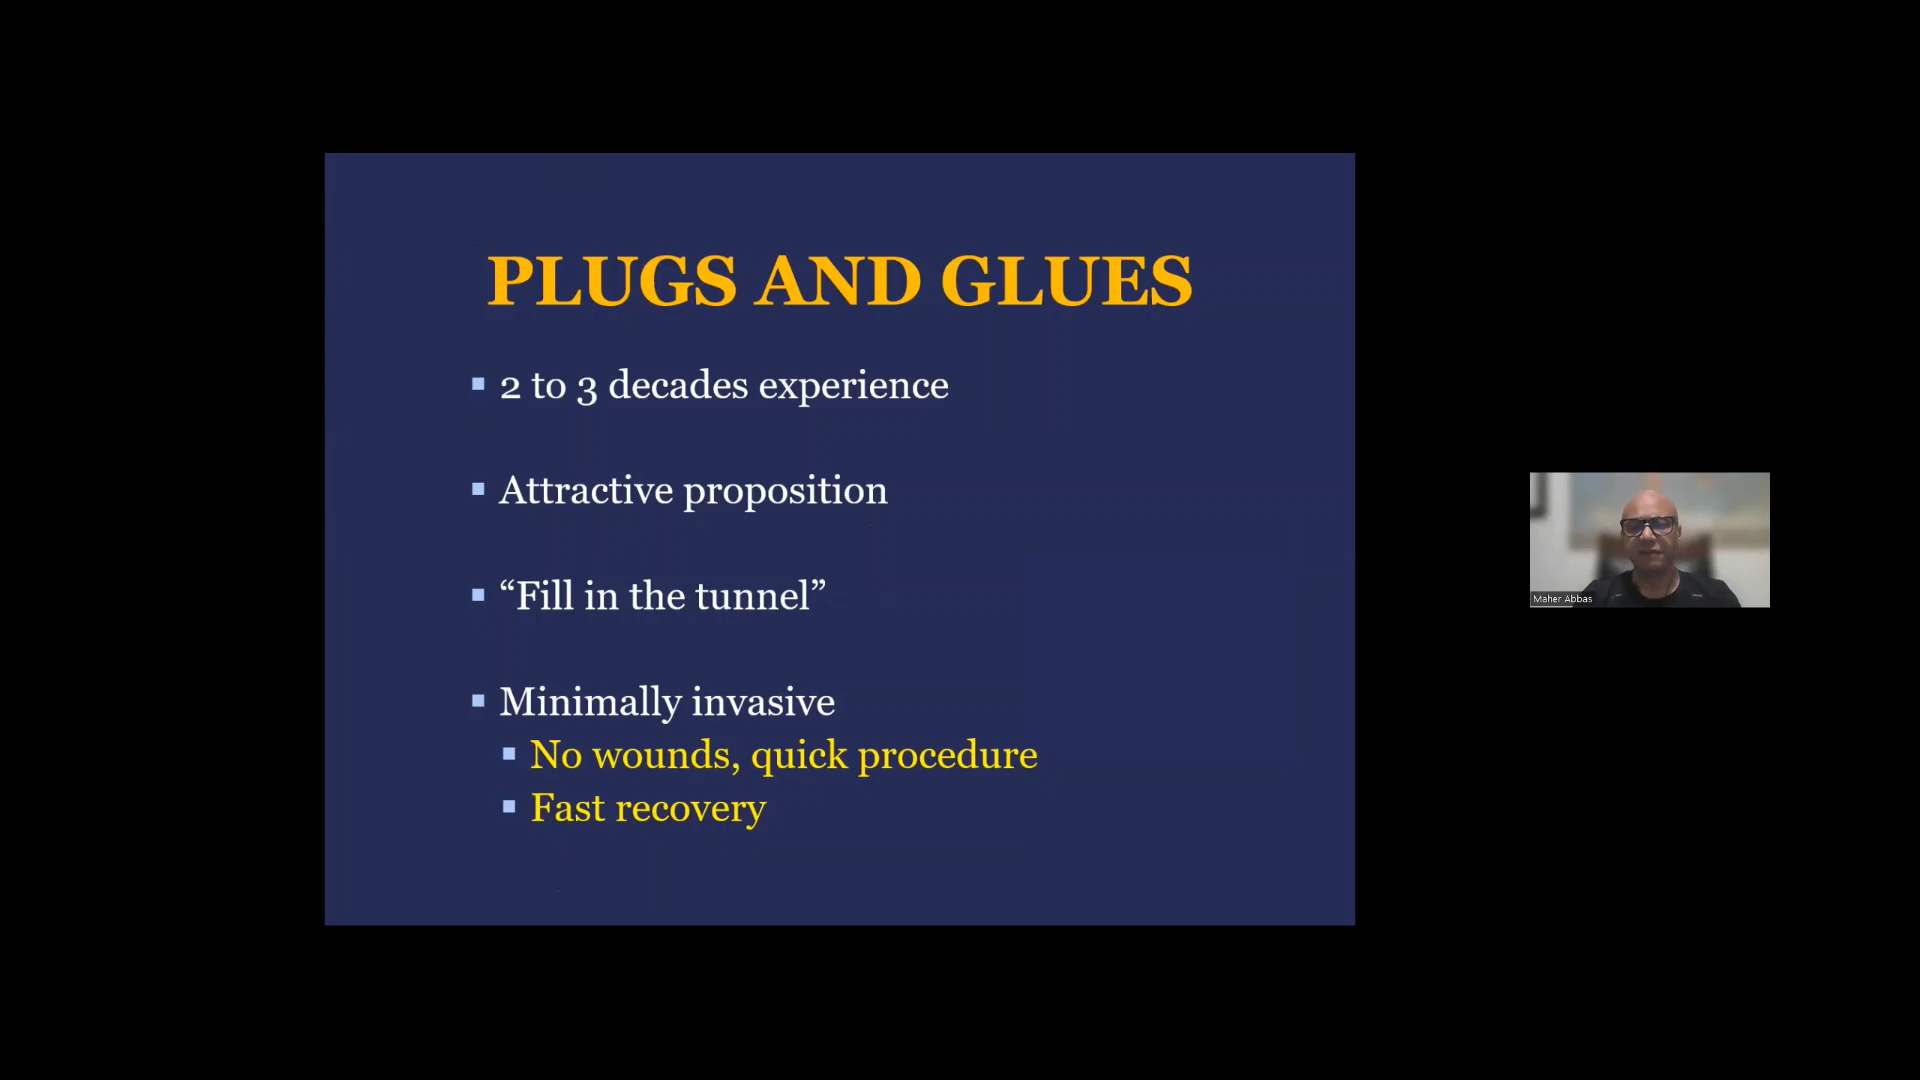 PLUGS AND GLUES
▪ 2 to 3 decades experience
▪ Attractive proposition
▪ “Fill in the tunnel”
▪ Minimally invasive
▪ No wounds, quick procedure
▪ Fast recovery
Maher Abbas